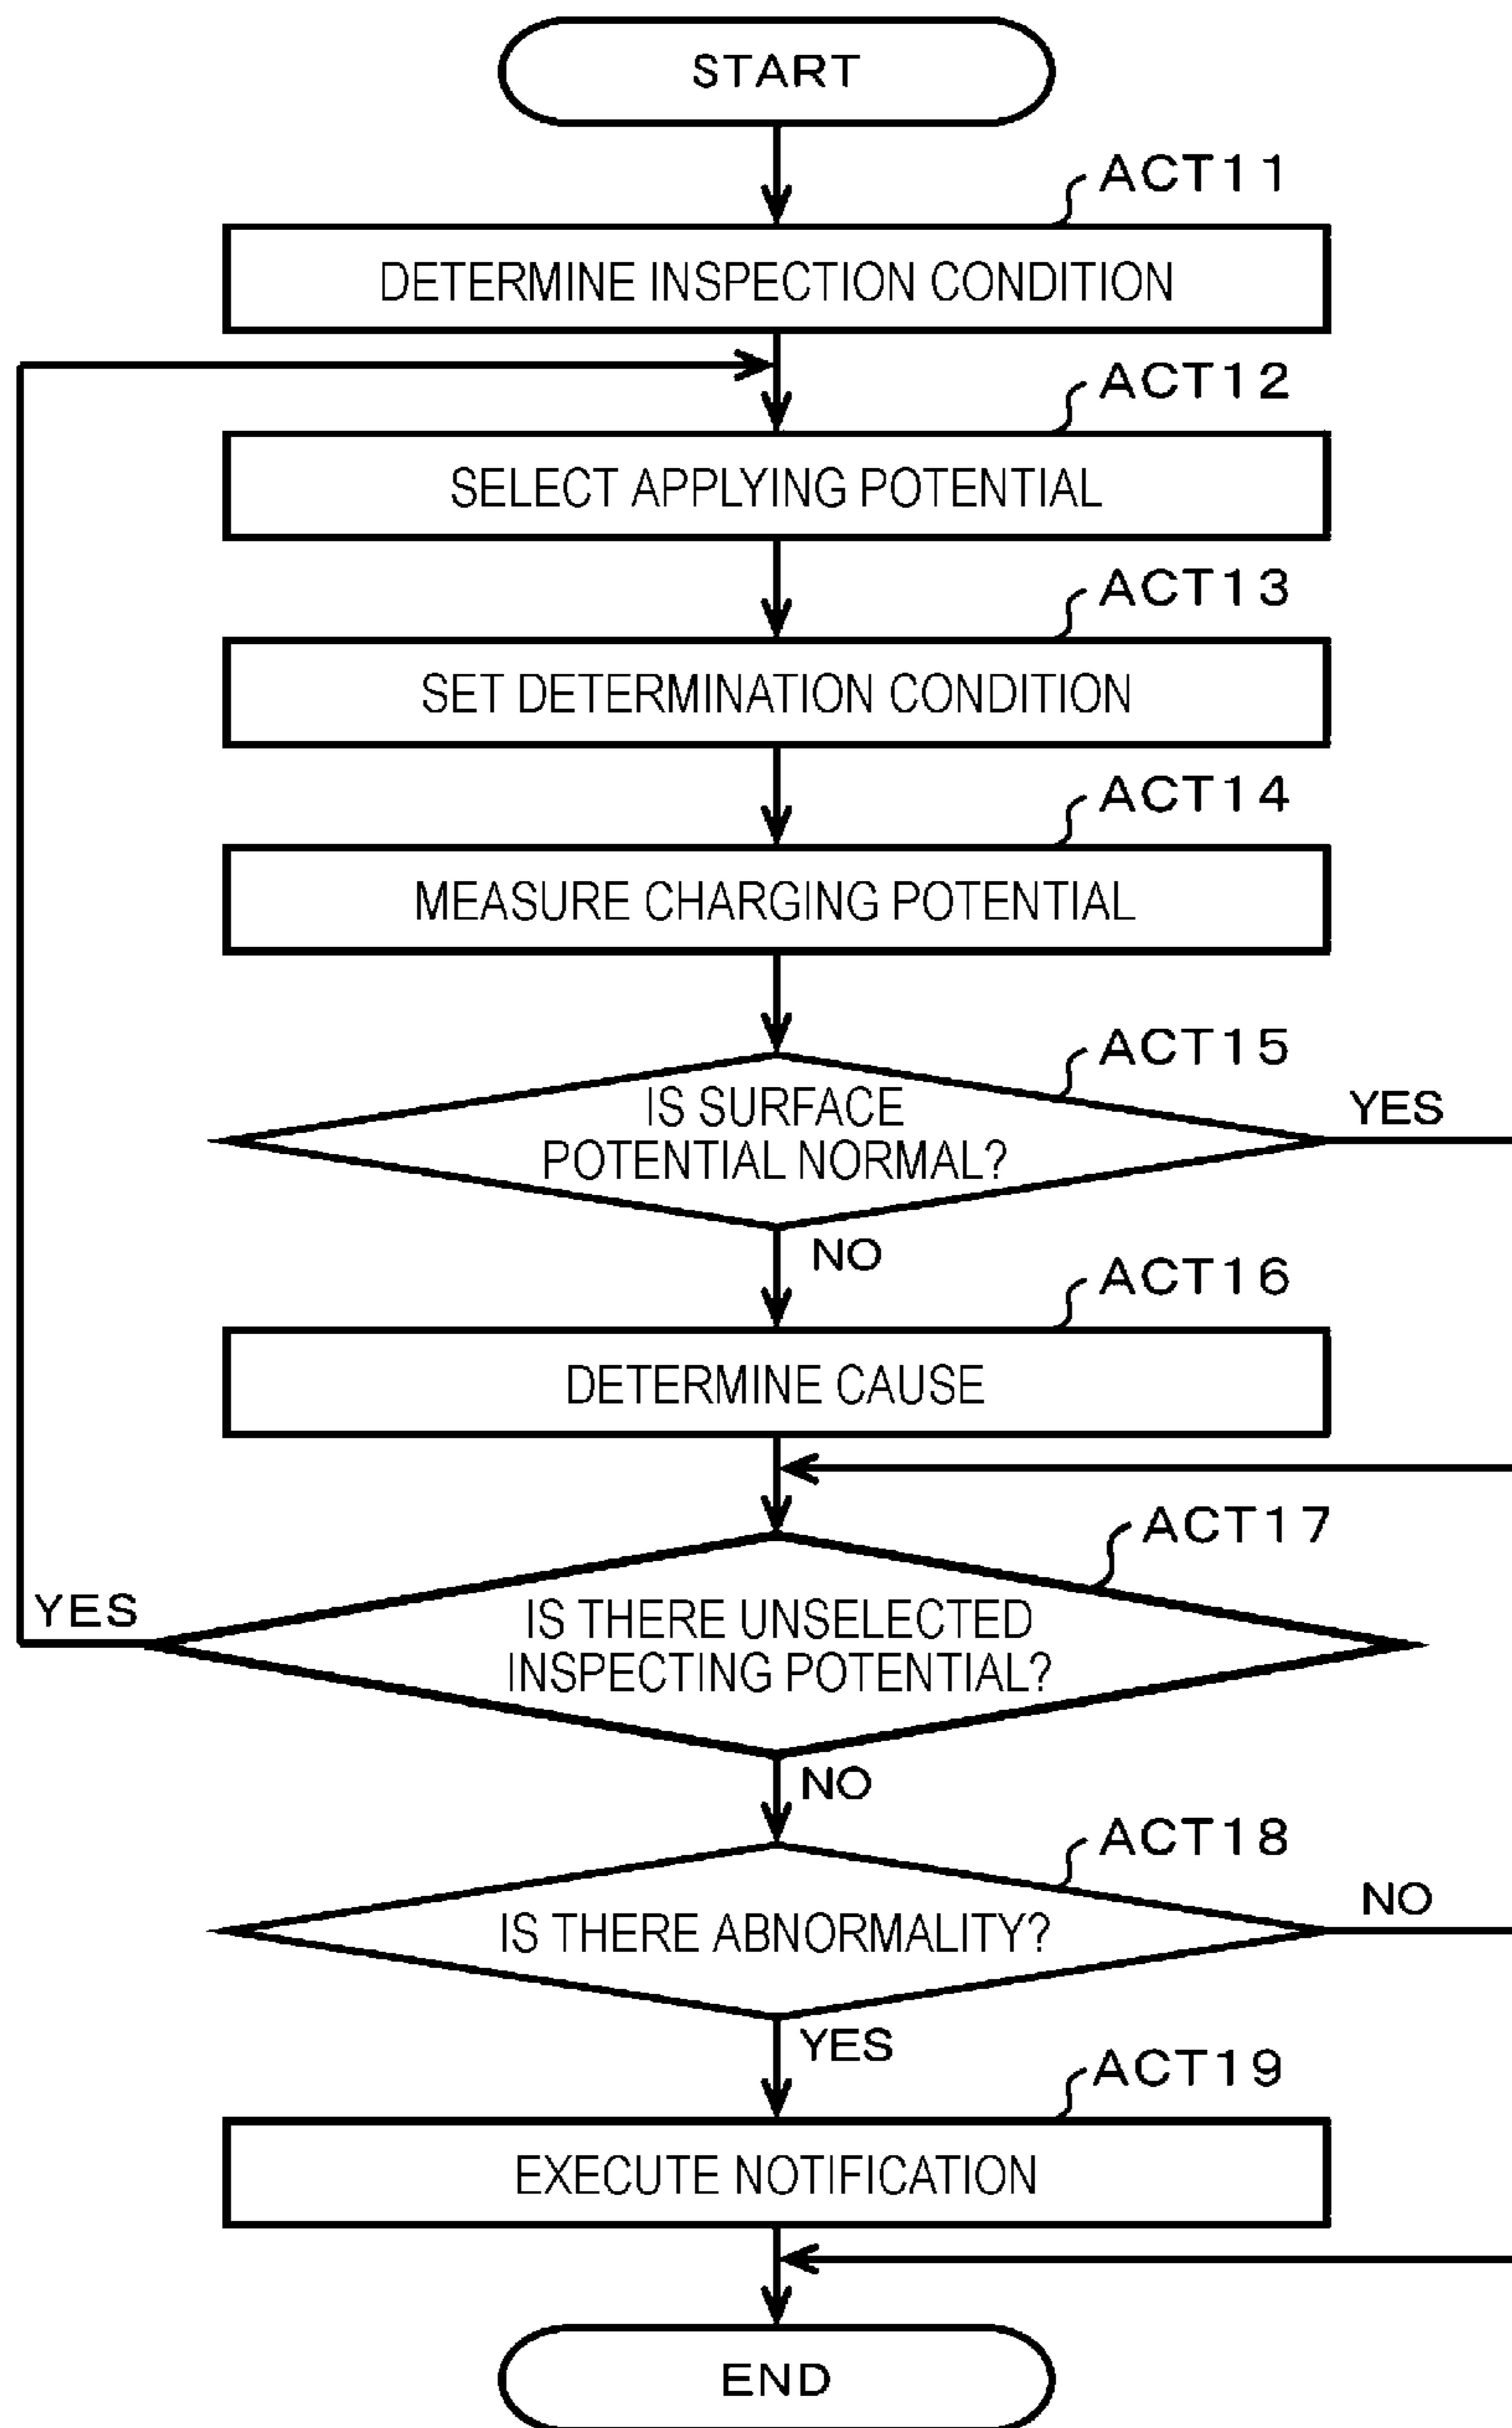 START
ACT11
DETERMINE INSPECTION CONDITION
ACT12
SELECT APPLYING POTENTIAL
ACT13
SET DETERMINATION CONDITION
ACT14
MEASURE CHARGING POTENTIAL
ACT15
IS SURFACE
POTENTIAL NORMAL?
YES
NO
ACT16
DETERMINE CAUSE
ACT17
IS THERE UNSELECTED
INSPECTING POTENTIAL?
YES
NO
ACT18
IS THERE ABNORMALITY?
NO
YES
ACT19
EXECUTE NOTIFICATION
END